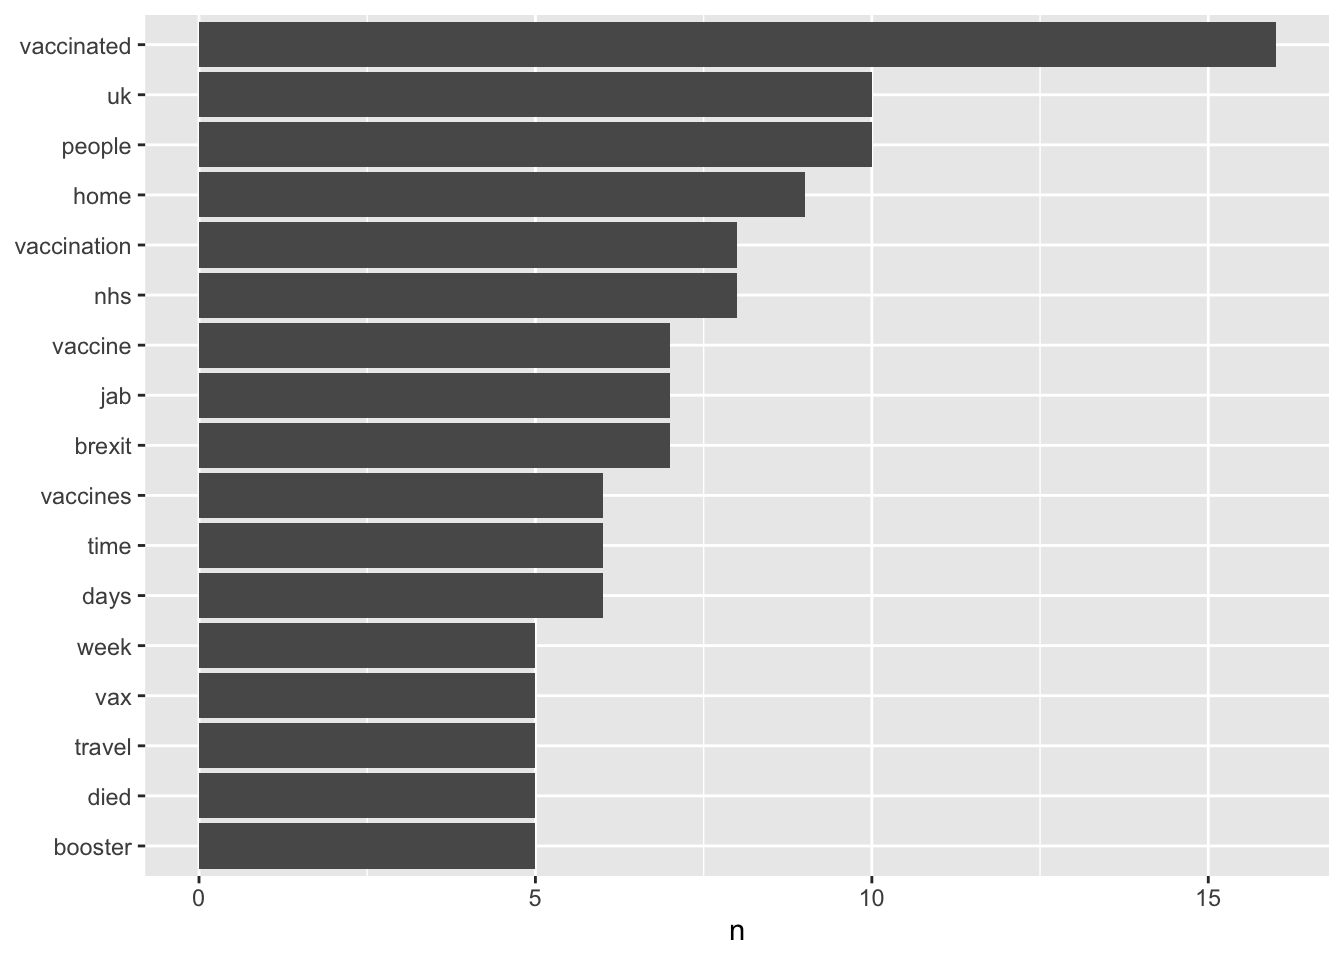 vaccinated
uk
people
home
vaccination
nhs
vaccine
jab
brexit
vaccines
time
days
week
vax
travel
died
booster
0 5 10 15
n